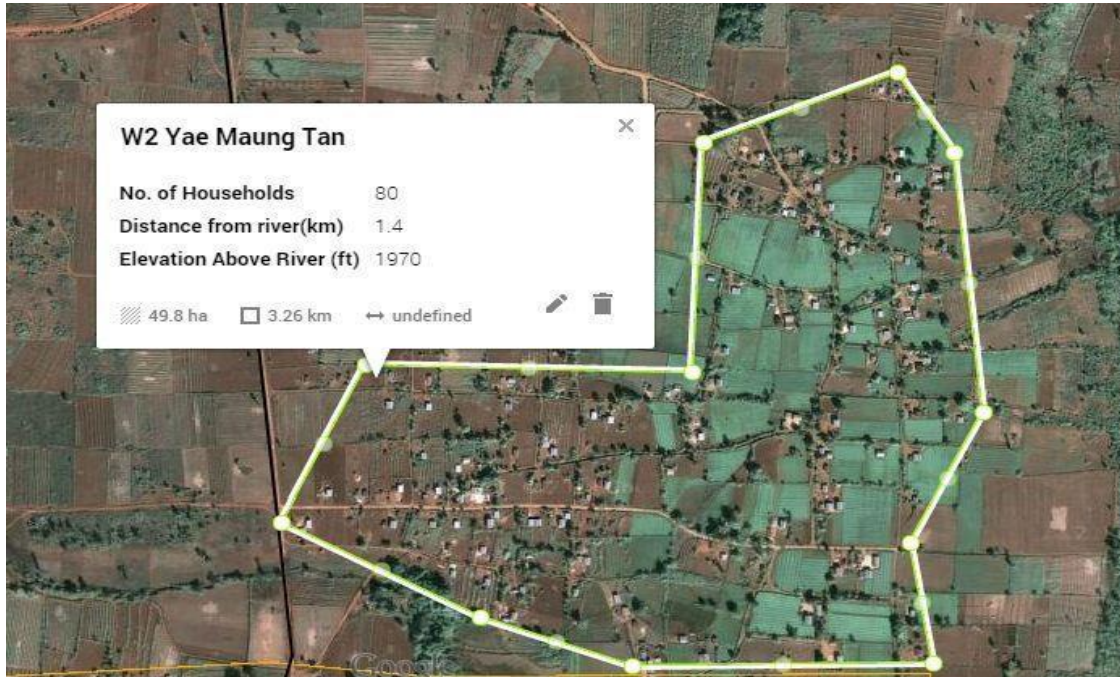 W2 Yae Maung Tan
No. of Households 80
Distance from river(km) 1.4
Elevation Above River (ft) 1970
49.8 ha 3.26 km undefined
Google